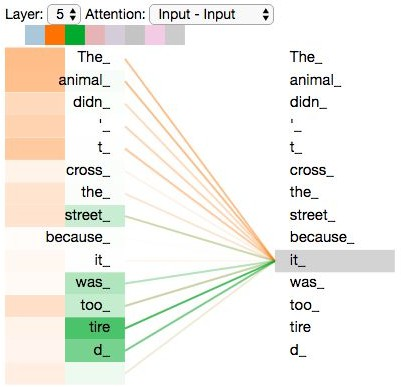 Layer: 5 Attention: Input - Input
The_ The_
animal_ animal_
didn_ didn_
'_ '_
t_ t_
cross_ cross_
the_ the_
street_ street_
because_ because_
it_ it_
was_ was_
too_ too_
tire tire
d_ d_